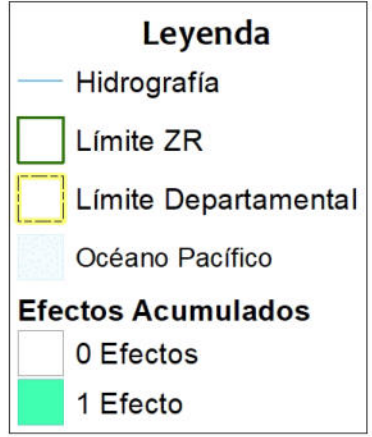 Leyenda
Hidrografía
Límite ZR
Límite Departamental
Océano Pacífico
Efectos Acumulados
0 Efectos
1 Efecto